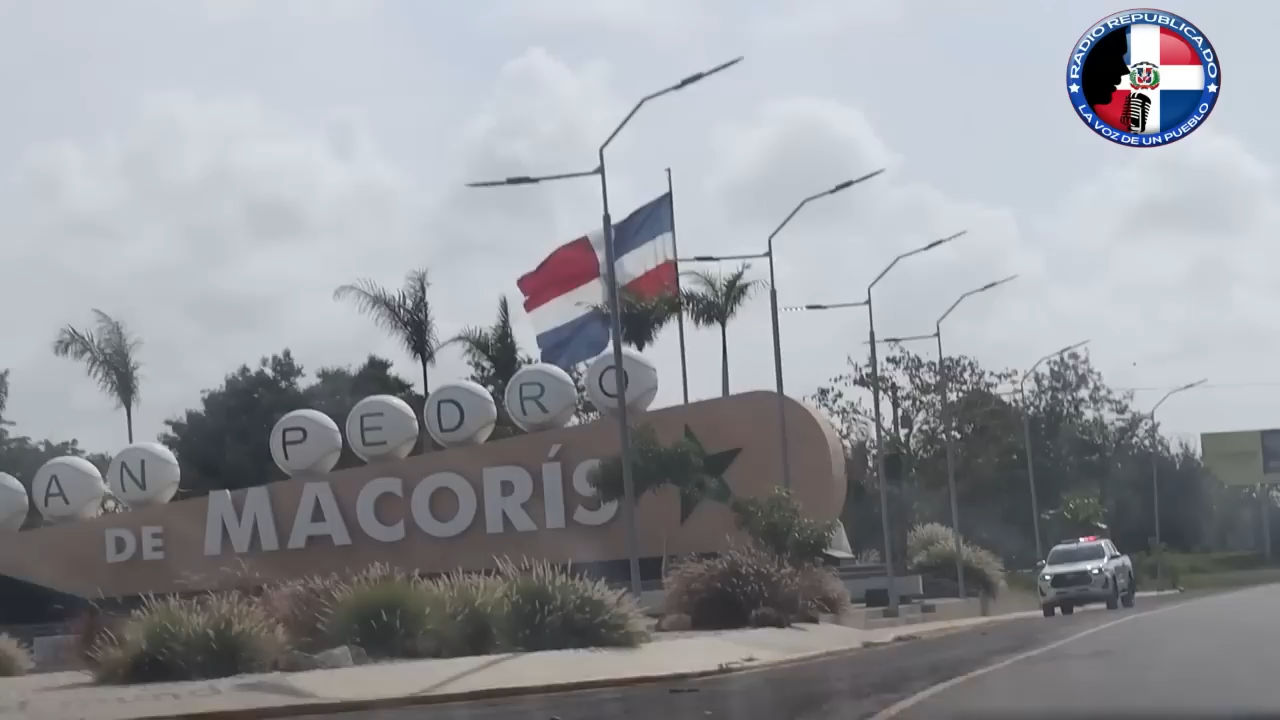 AN PEDRO
DE MACORÍS
RADIO REPUBLICA.DO
LA VOZ DE UN PUEBLO